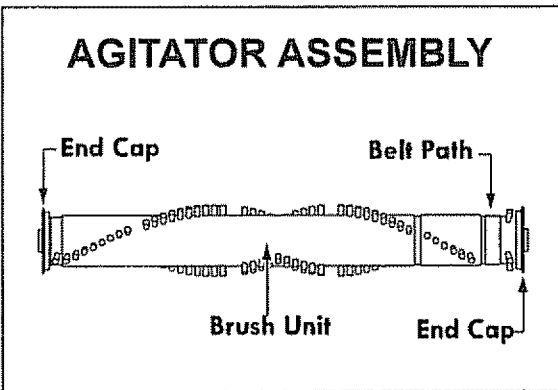 AGITATOR ASSEMBLY
End Cap
Belt Path
Brush Unit
End Cap